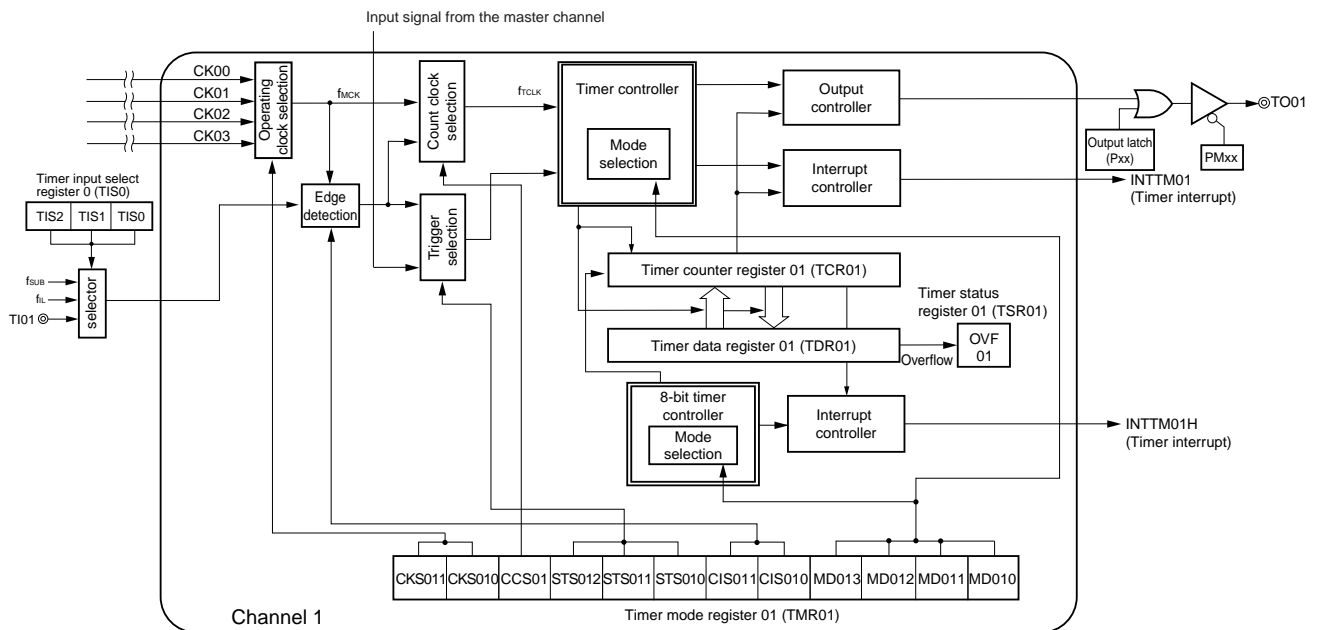 Input signal from the master channel
CK00
CK01
CK02
CK03
Operating
clock selection
fMCK
Count clock
selection
fTCLK
Timer controller
Mode
selection
Output
controller
TO01
Output latch
(Pxx)
PMxx
Interrupt
controller
INTTM01
(Timer interrupt)
Timer input select
register 0 (TIS0)
TIS2 TIS1 TIS0
Edge
detection
Trigger
selection
fSUB
fIL
TI01
selector
Timer counter register 01 (TCR01)
Timer status
register 01 (TSR01)
Timer data register 01 (TDR01)
Overflow
OVF
01
8-bit timer
controller
Mode
selection
Interrupt
controller
INTTM01H
(Timer interrupt)
CKS011 CKS010 CCS01 STS012 STS011 STS010 CIS011 CIS010 MD013 MD012 MD011 MD010
Timer mode register 01 (TMR01)
Channel 1